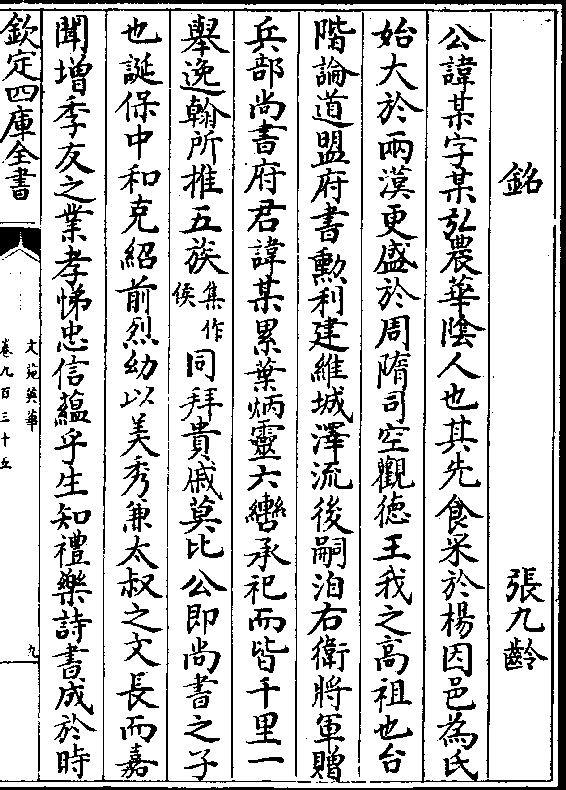 銘
張九齡
公諱某字某弘農華陰人也其先食采於楊因邑為氏
始大於兩漢更盛於周隋司空觀德王我之高祖也台
階論道盟府書勲利建維城澤流後嗣洎右衛將軍贈
兵部尚書府君諱某累葉炳靈六轡承祀而皆千里一
舉逸翰所推五族集作侯同拜貴戚莫比公即尚書之子
也誕保中和克紹前烈幼以美秀兼太叔之文長而嘉
聞增季友之業孝悌忠信蘊乎生知禮樂詩書成於時
欽定四庫全書
文苑英華
卷九百三十五
九